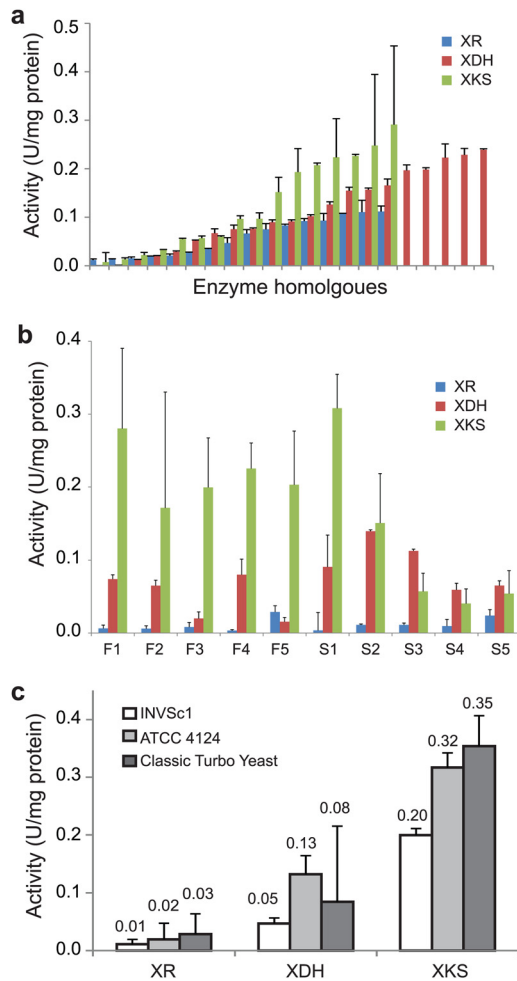 a
Activity (U/mg protein)
0.5
0.4
0.3
0.2
0.1
0.0
XR
XDH
XKS
Enzyme homolgoues
b
Activity (U/mg protein)
0.4
0.3
0.2
0.1
0.0
XR
XDH
XKS
F1 F2 F3 F4 F5 S1 S2 S3 S4 S5
c
Activity (U/mg protein)
0.4
0.3
0.2
0.1
0.0
INVSc1
ATCC 4124
Classic Turbo Yeast
0.01 0.02 0.03
0.05 0.13 0.08
0.20 0.32 0.35
XR XDH XKS